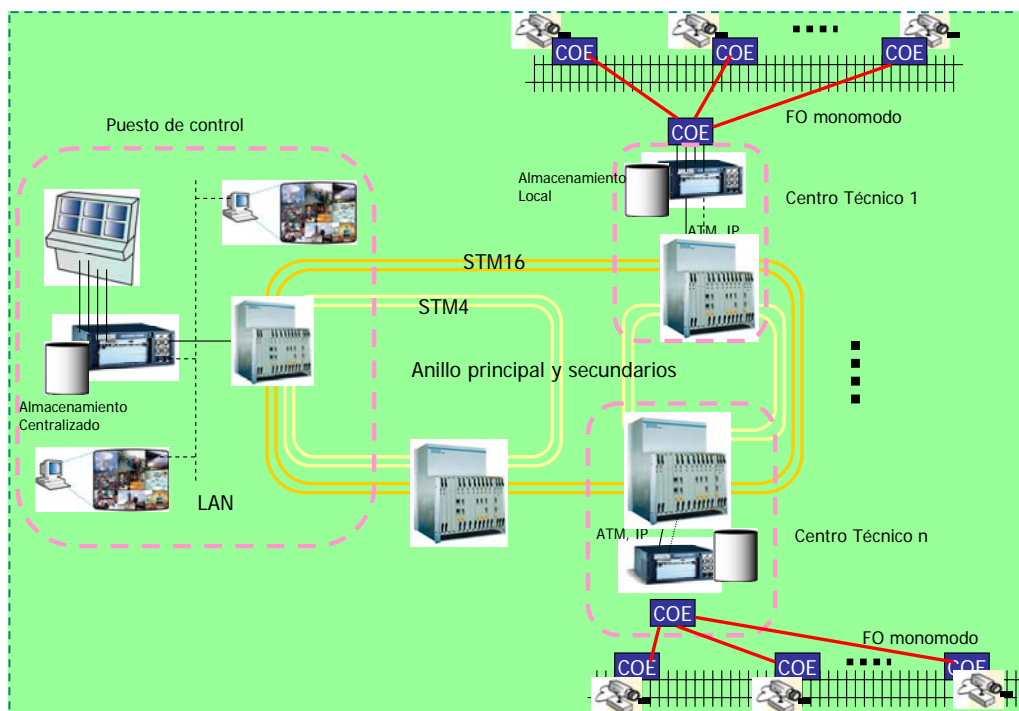 COE
COE
COE
FO monomodo
COE
Puesto de control
Almacenamiento
Local
Centro Técnico 1
ATM, IP
STM16
STM4
Anillo principal y secundarios
Almacenamiento
Centralizado
LAN
ATM, IP
Centro Técnico n
COE
FO monomodo
COE
COE
COE